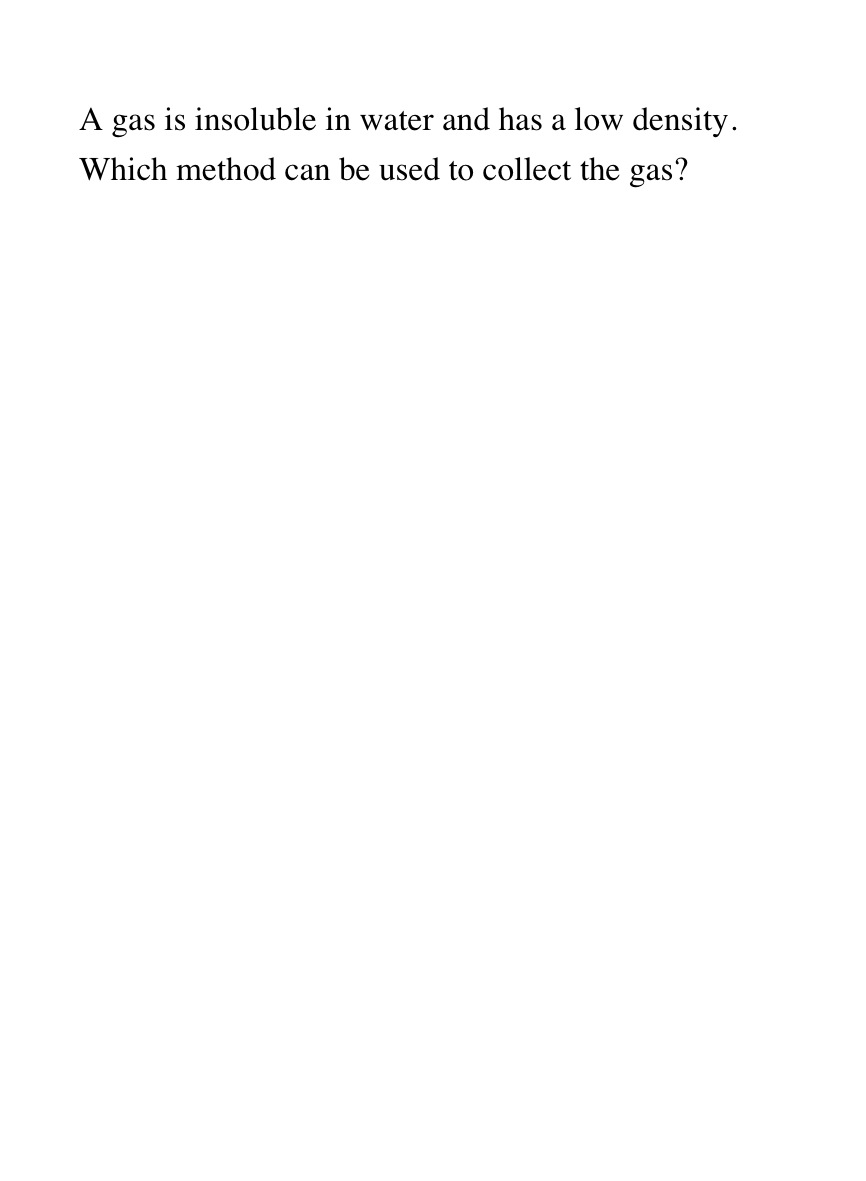 A gas is insoluble in water and has a low density.
Which method can be used to collect the gas?